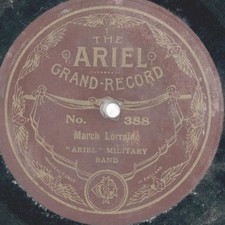 THE
ARIEL
GRAND·RECORD
No. 388
March Lorraine
"ARIEL" MILITARY
BAND